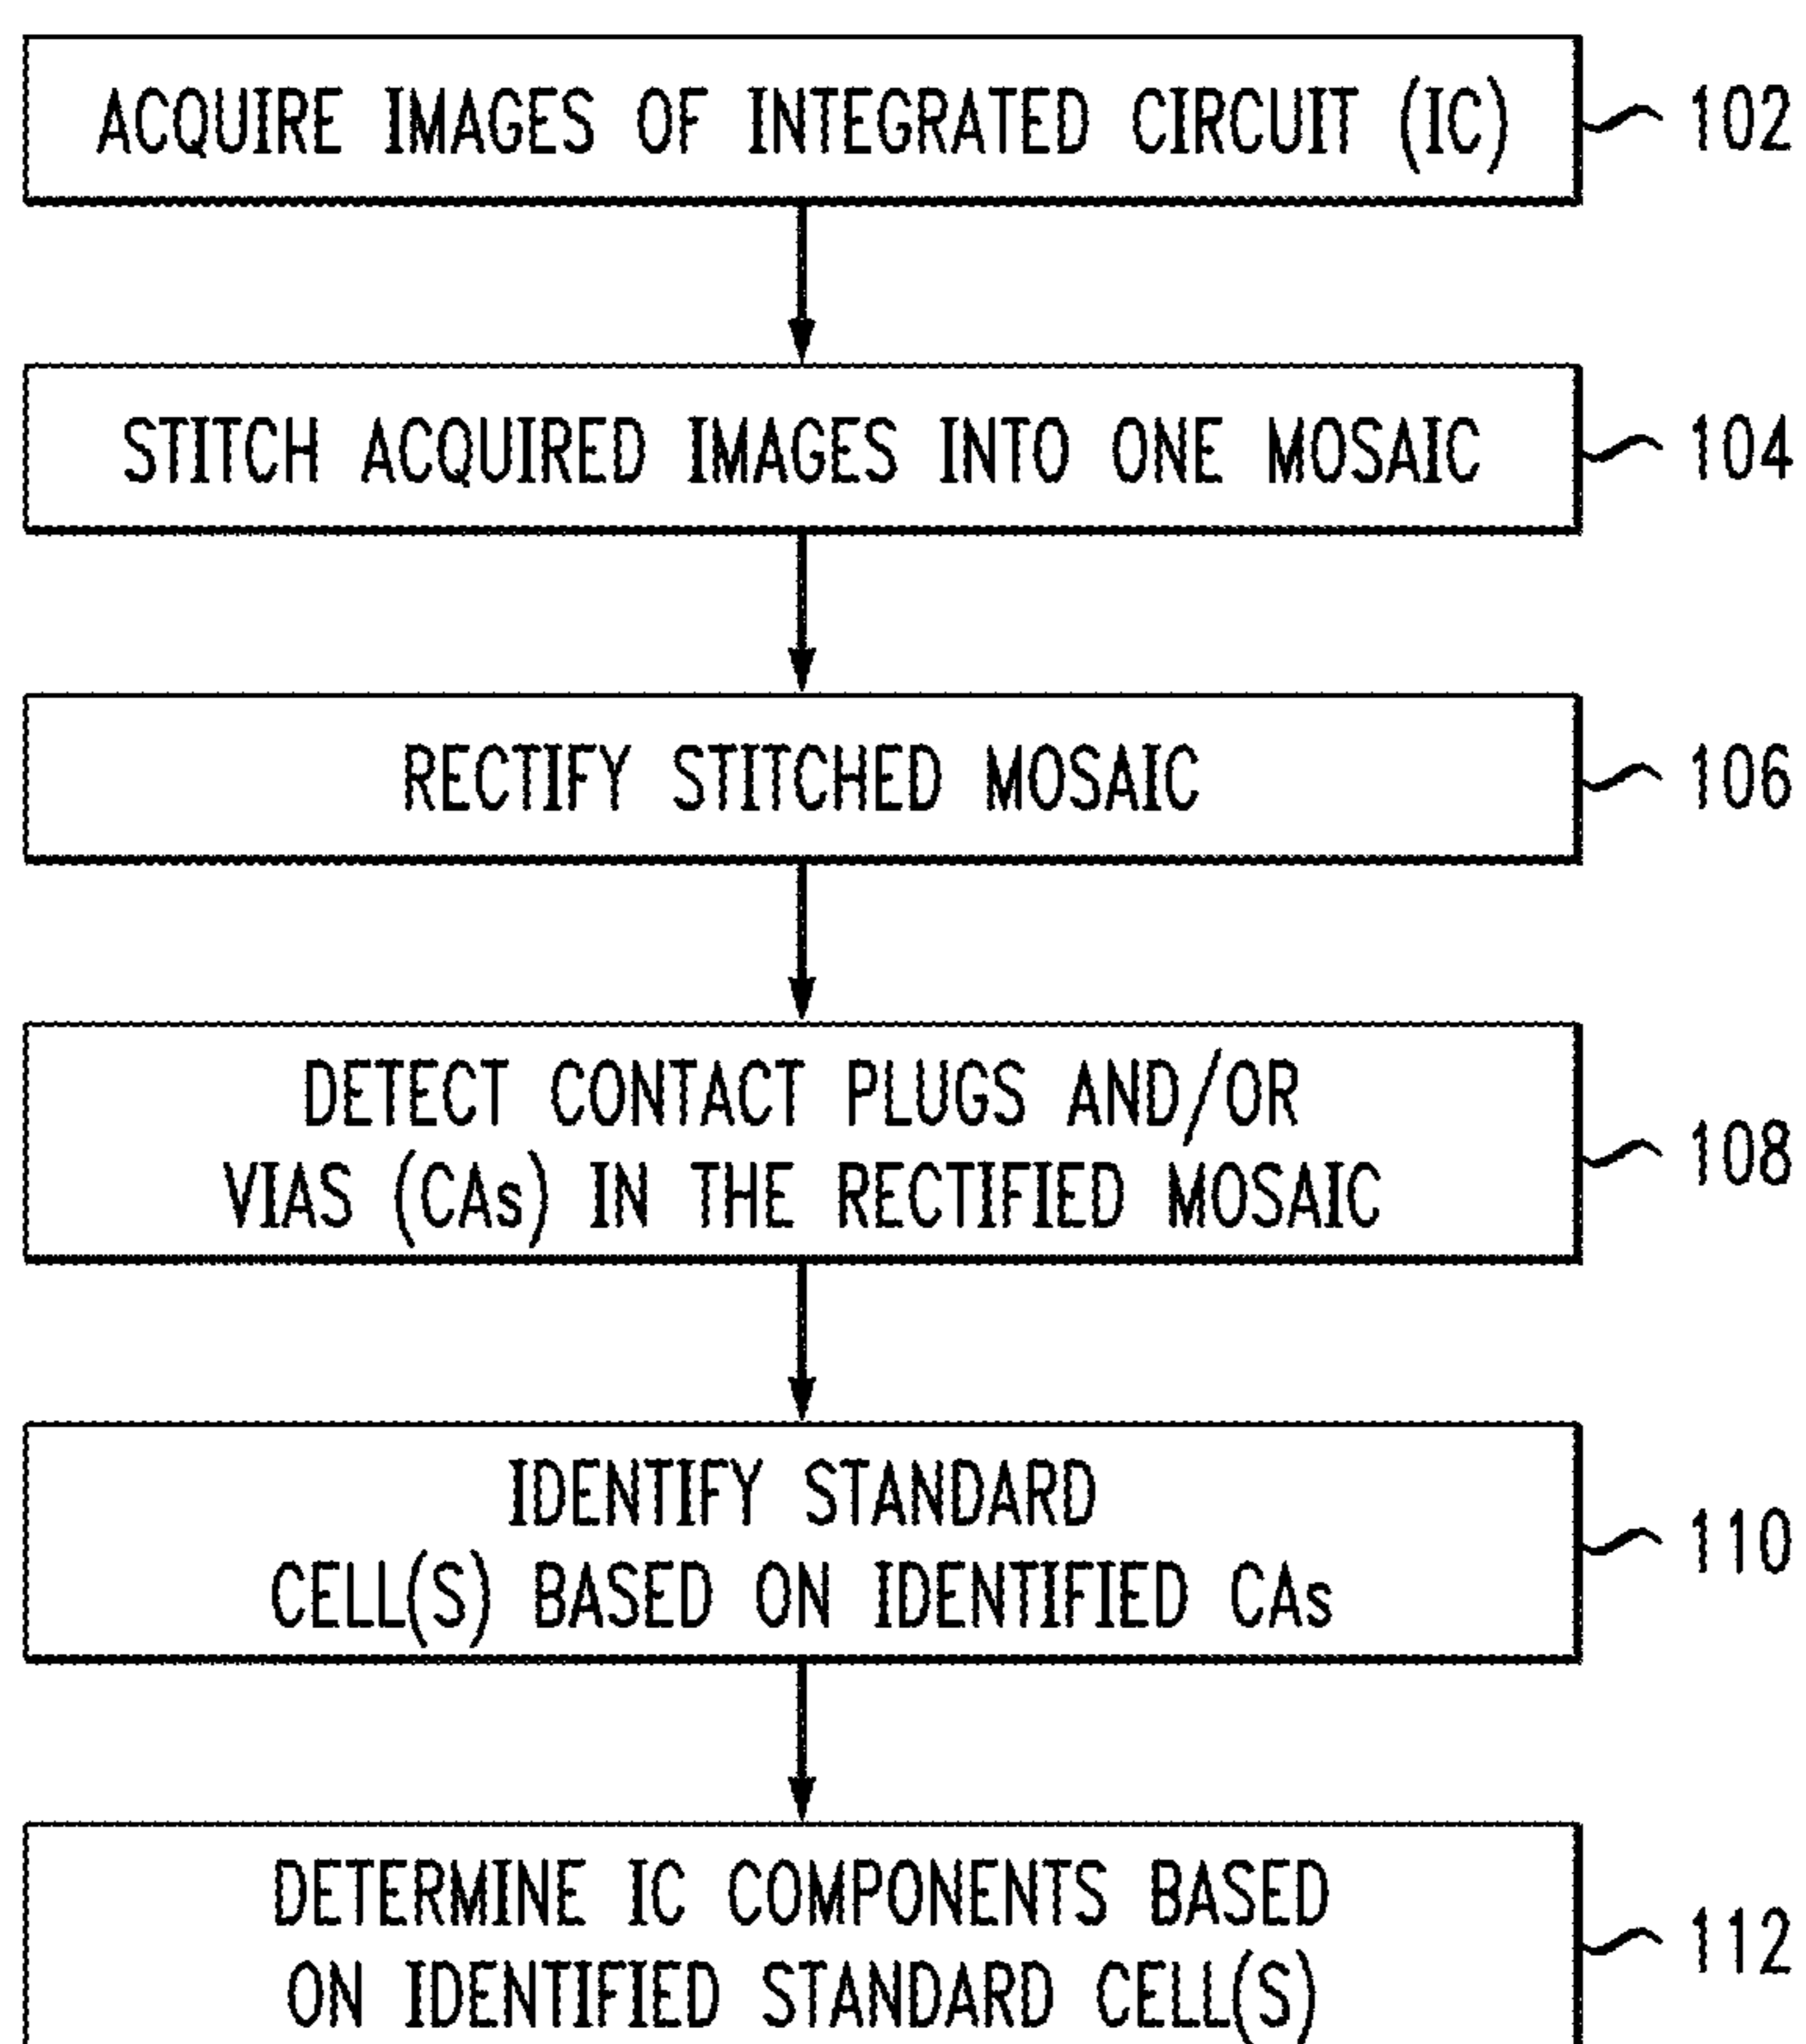 ACQUIRE IMAGES OF INTEGRATED CIRCUIT (IC)
102
STITCH ACQUIRED IMAGES INTO ONE MOSAIC
104
RECTIFY STITCHED MOSAIC
106
DETECT CONTACT PLUGS AND/OR
VIAS (CAs) IN THE RECTIFIED MOSAIC
108
IDENTIFY STANDARD
CELL(S) BASED ON IDENTIFIED CAs
110
DETERMINE IC COMPONENTS BASED
ON IDENTIFIED STANDARD CELL(S)
112